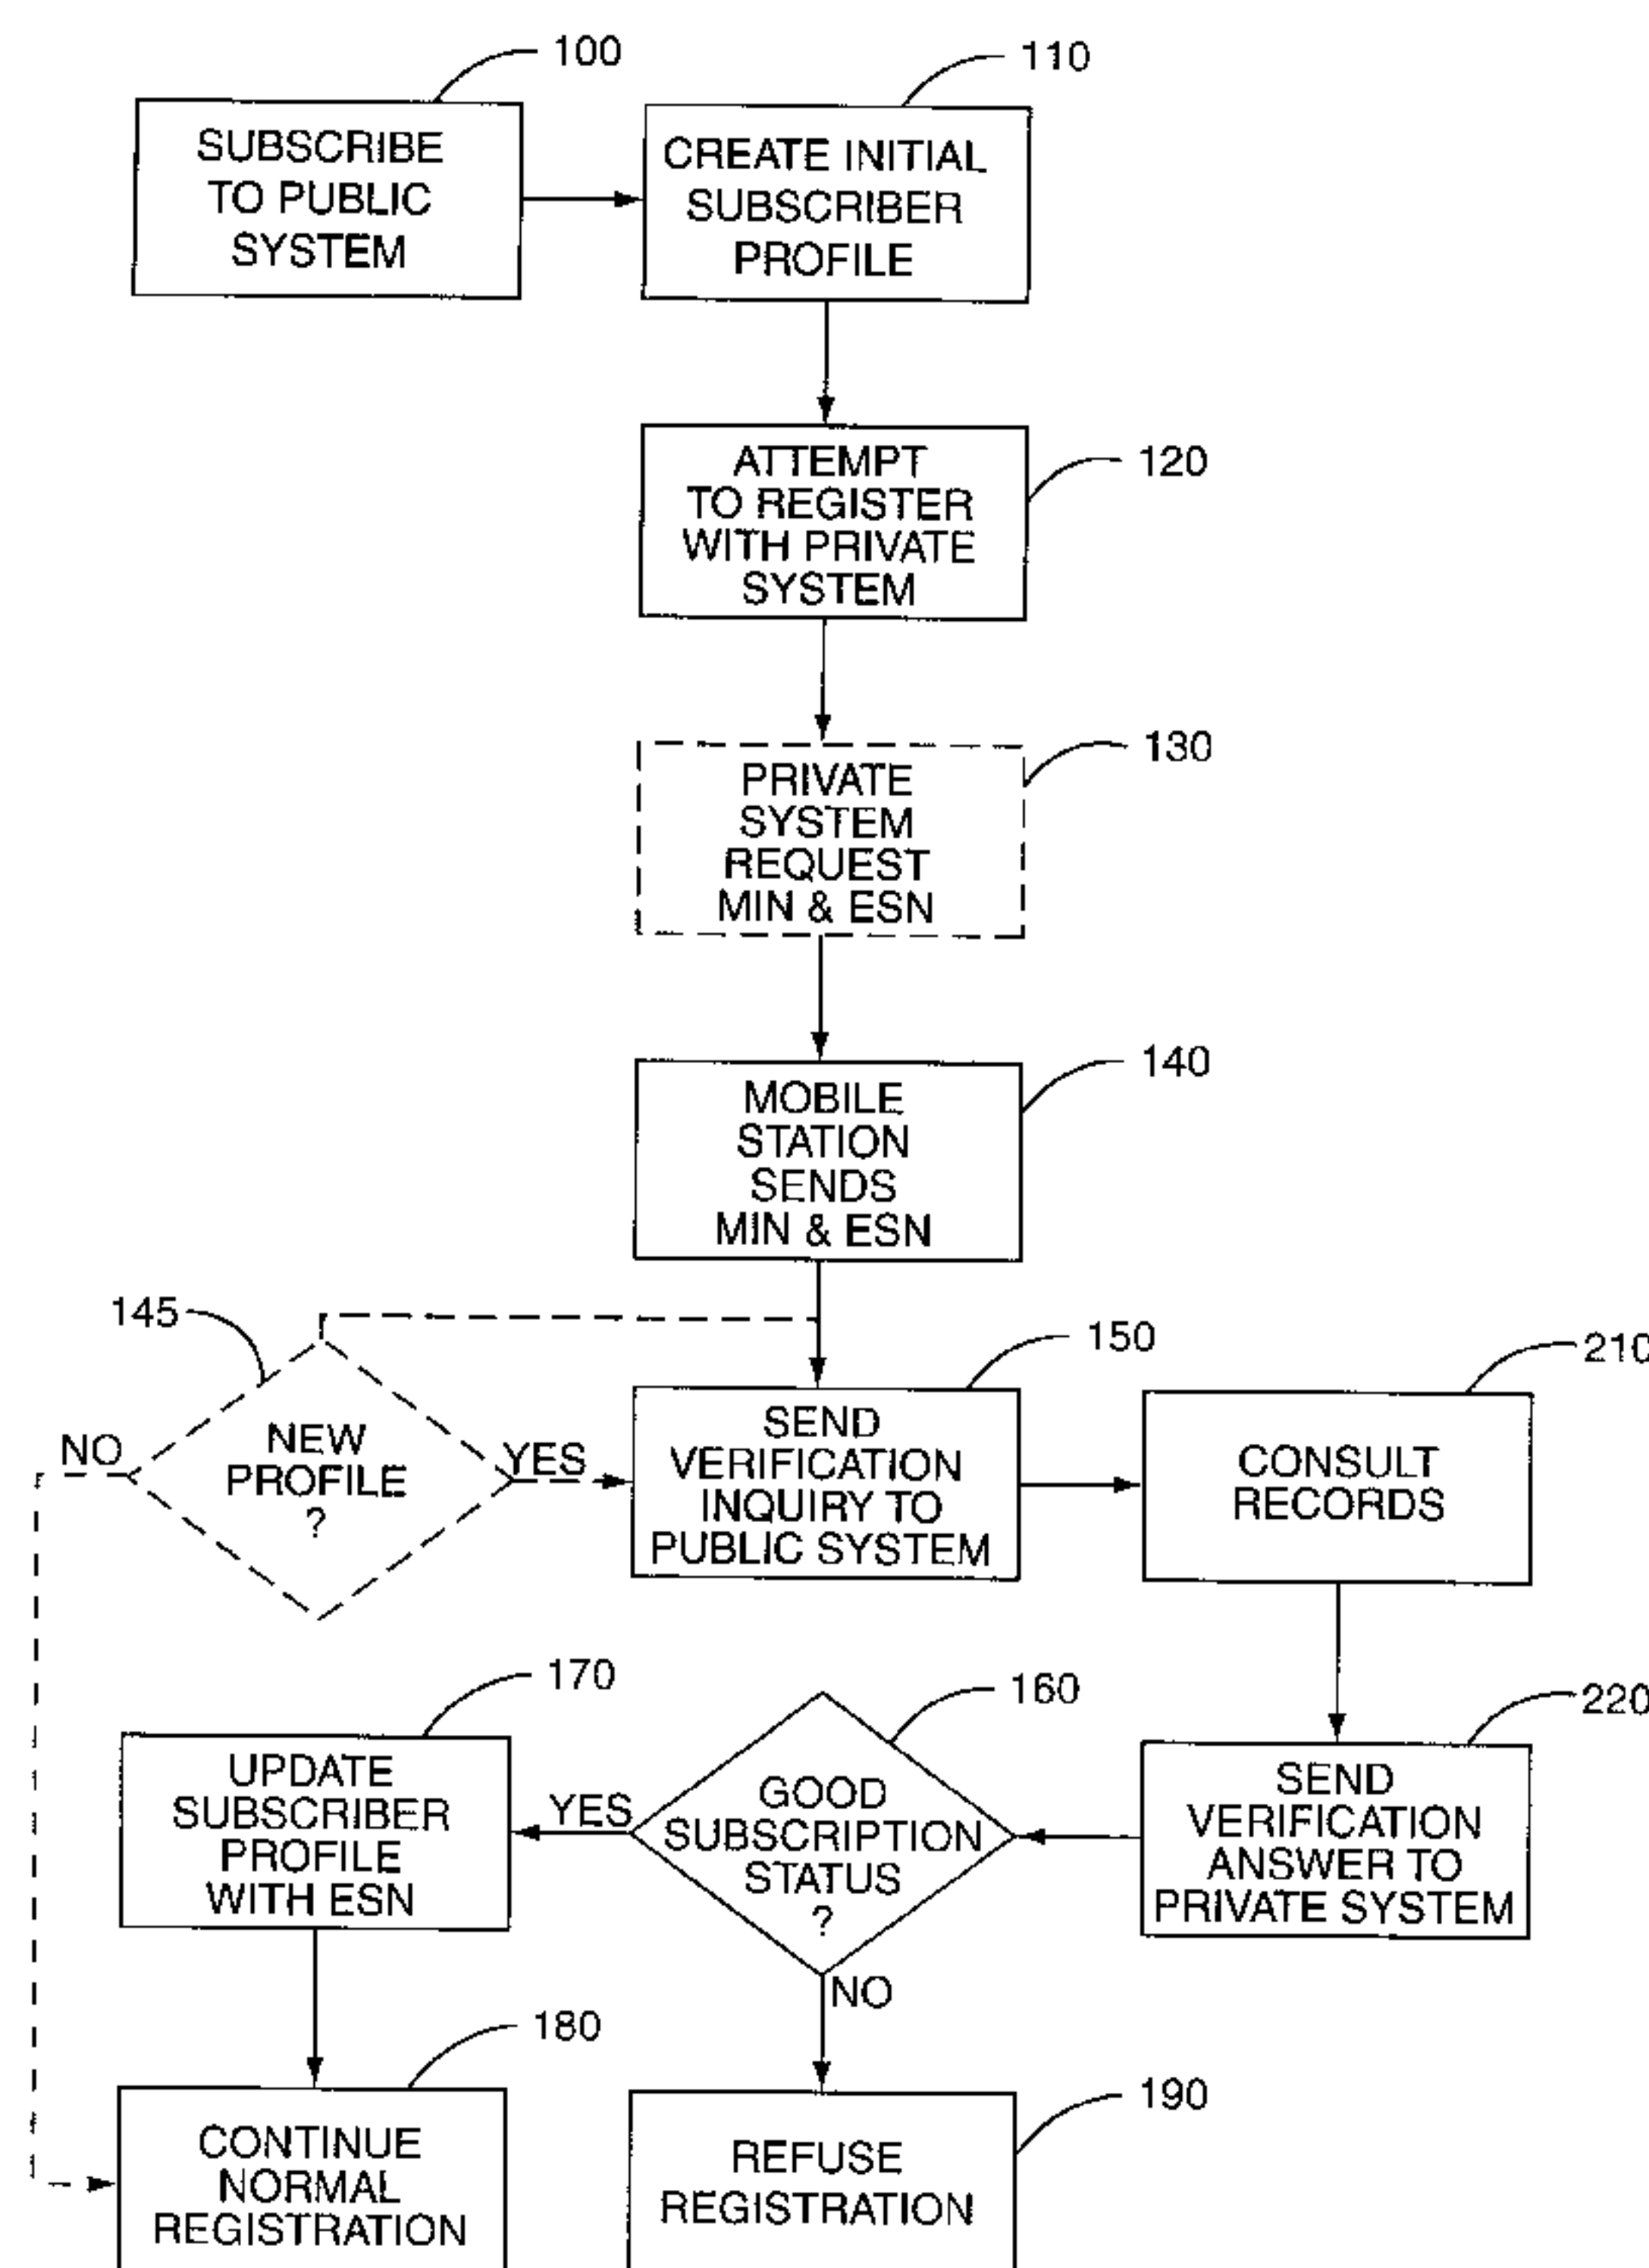 100
SUBSCRIBE
TO PUBLIC
SYSTEM
110
CREATE INITIAL
SUBSCRIBER
PROFILE
120
ATTEMPT
TO REGISTER
WITH PRIVATE
SYSTEM
130
PRIVATE
SYSTEM
REQUEST
MIN & ESN
140
MOBILE
STATION
SENDS
MIN & ESN
145
NEW
PROFILE
?
NO
YES
150
SEND
VERIFICATION
INQUIRY TO
PUBLIC SYSTEM
210
CONSULT
RECORDS
220
SEND
VERIFICATION
ANSWER TO
PRIVATE SYSTEM
160
GOOD
SUBSCRIPTION
STATUS
?
YES
NO
170
UPDATE
SUBSCRIBER
PROFILE
WITH ESN
180
CONTINUE
NORMAL
REGISTRATION
190
REFUSE
REGISTRATION